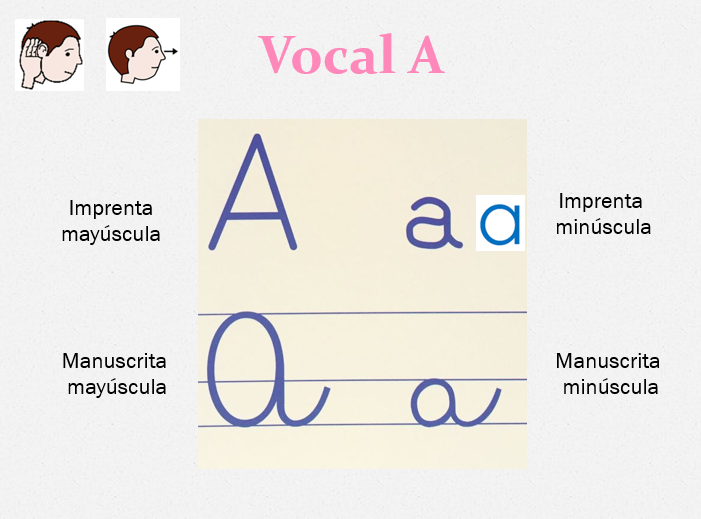 Vocal A
Imprenta
mayúscula
A
a a
Imprenta
minúscula
Manuscrita
mayúscula
A
a
Manuscrita
minúscula